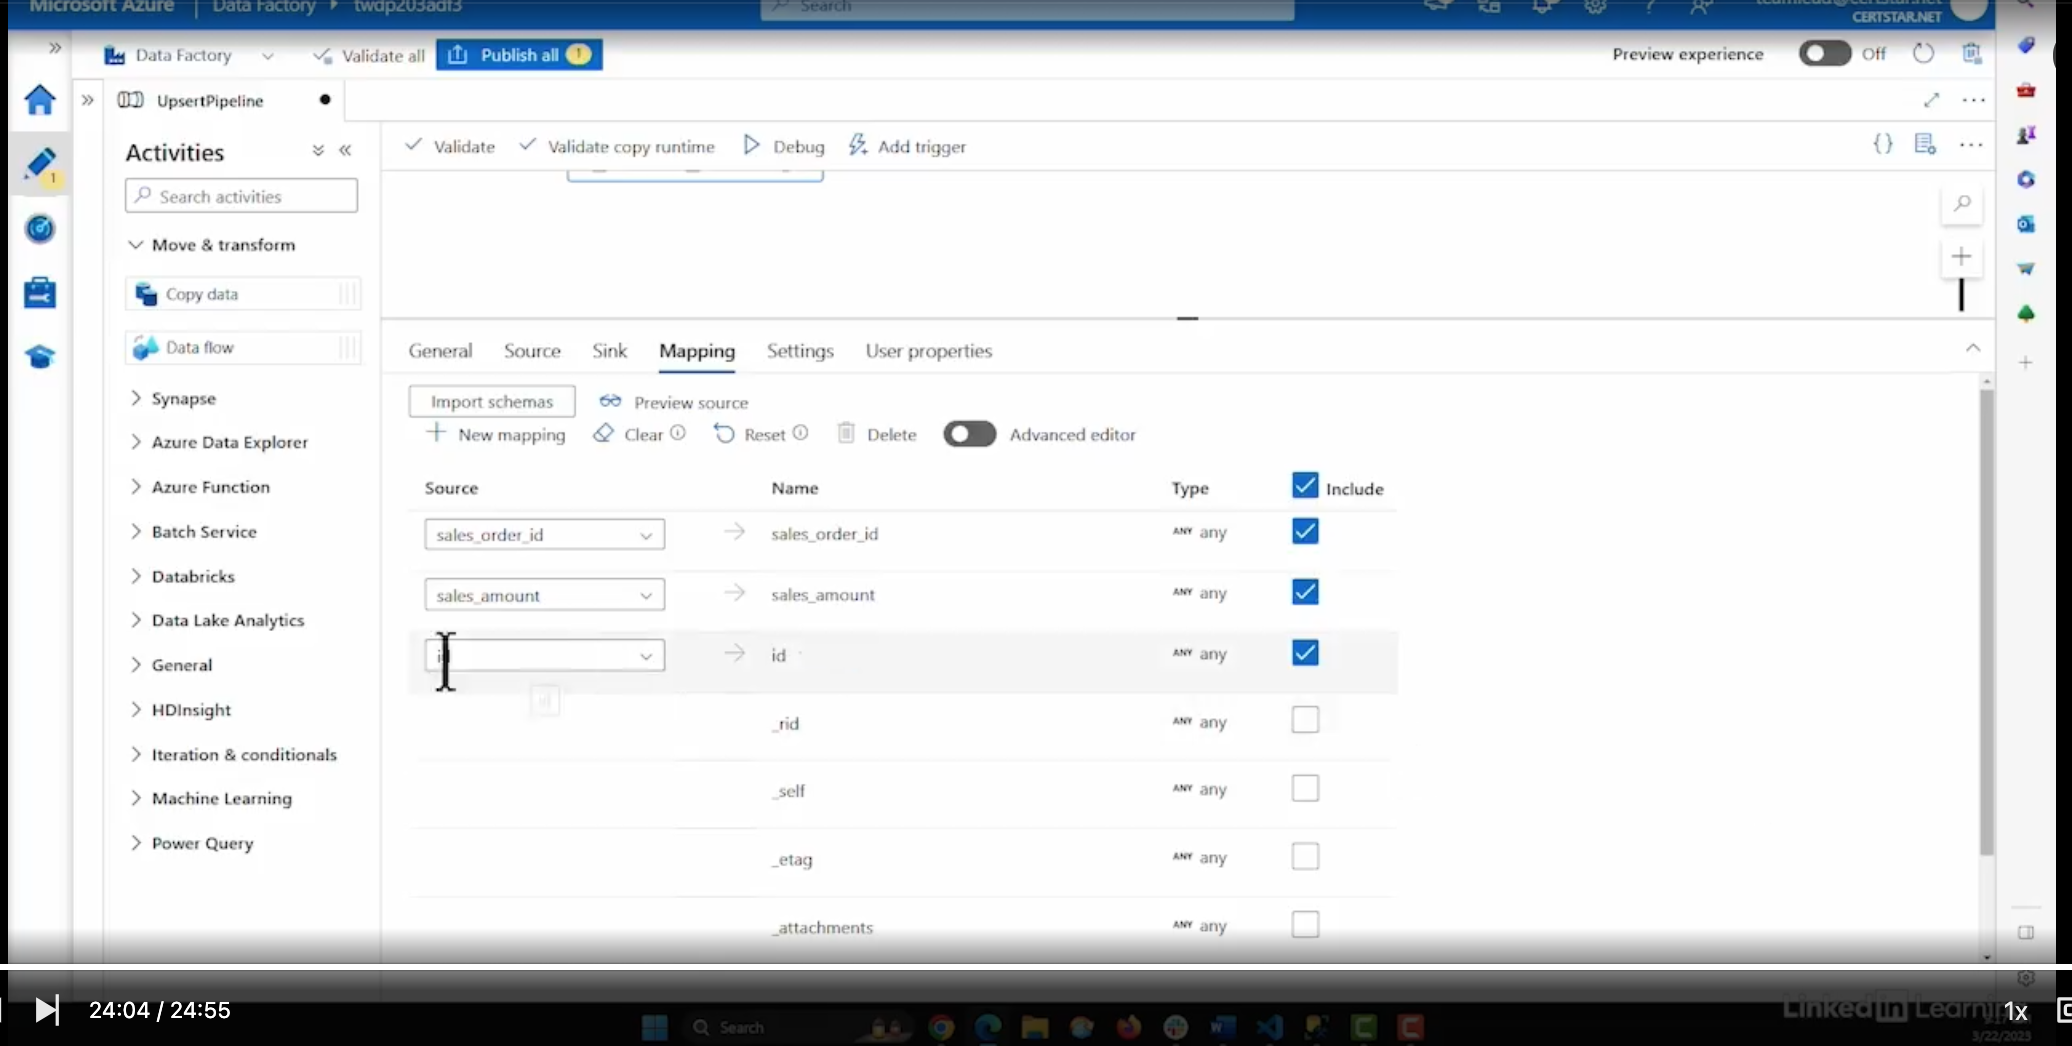 Microsoft Azure | Data Factory ▸ twdp203adf3
Search
CERTSTAR.NET
Data Factory
Validate all
Publish all 1
Preview experience
Off
UpsertPipeline
1
Activities
Search activities
Move & transform
Copy data
Data flow
Synapse
Azure Data Explorer
Azure Function
Batch Service
Databricks
Data Lake Analytics
General
HDInsight
Iteration & conditionals
Machine Learning
Power Query
Validate
Validate copy runtime
Debug
Add trigger
General
Source
Sink
Mapping
Settings
User properties
Import schemas
Preview source
New mapping
Clear
Reset
Delete
Advanced editor
Source Name Type Include
sales_order_id sales_order_id ANY any
sales_amount sales_amount ANY any
id ANY any
_rid ANY any
_self ANY any
_etag ANY any
_attachments ANY any
24:04 / 24:55
Search
LinkedIn Learning
1x
3/22/2023